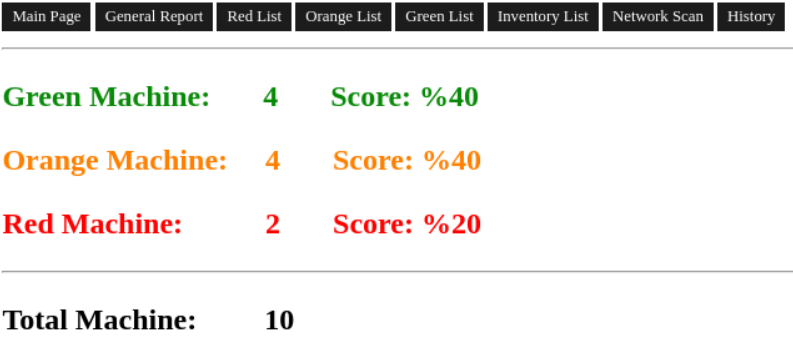 Main Page General Report Red List Orange List Green List Inventory List Network Scan History
Green Machine: 4 Score: %40
Orange Machine: 4 Score: %40
Red Machine: 2 Score: %20
Total Machine: 10